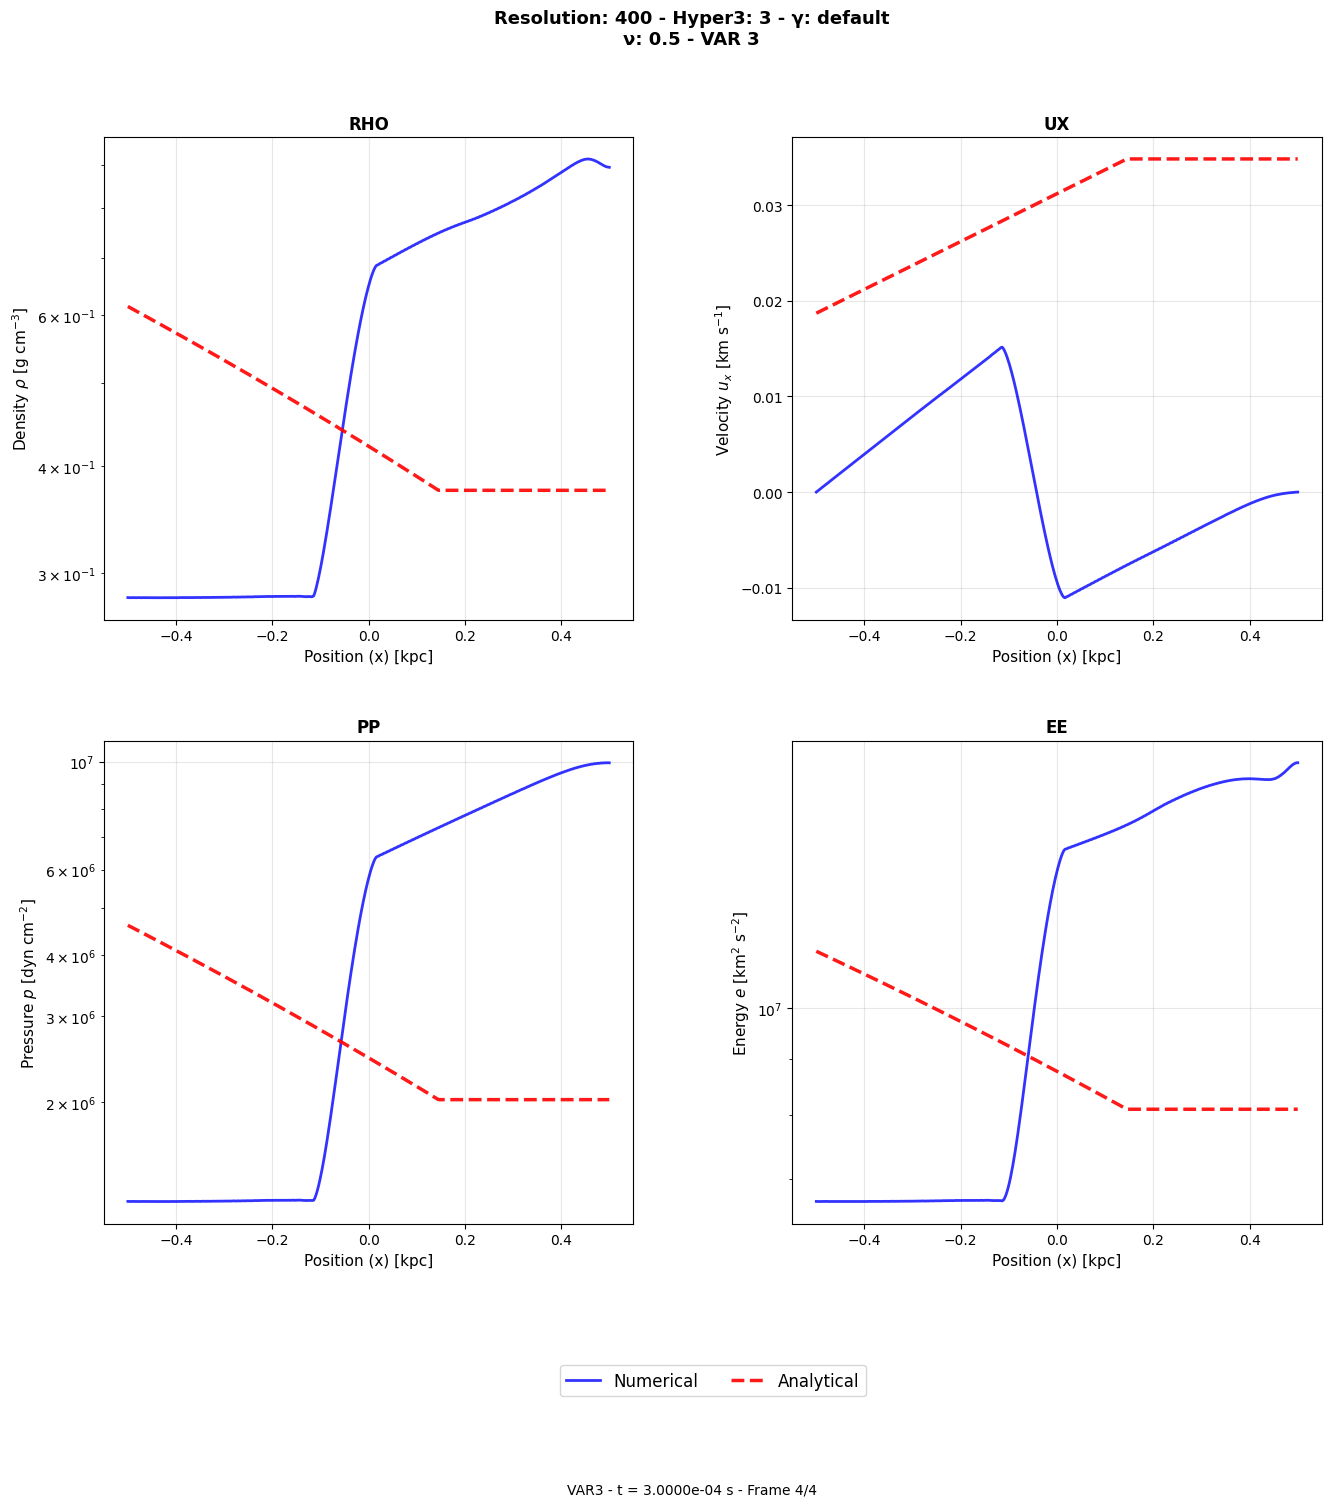 Resolution: 400 - Hyper3: 3 - γ: default
ν: 0.5 - VAR 3
RHO
Density ρ [g cm⁻³]
6 × 10⁻¹
4 × 10⁻¹
3 × 10⁻¹
−0.4 −0.2 0.0 0.2 0.4
Position (x) [kpc]
UX
Velocity uₓ [km s⁻¹]
0.03
0.02
0.01
0.00
−0.01
−0.4 −0.2 0.0 0.2 0.4
Position (x) [kpc]
PP
Pressure p [dyn cm⁻²]
10⁷
6 × 10⁶
4 × 10⁶
3 × 10⁶
2 × 10⁶
−0.4 −0.2 0.0 0.2 0.4
Position (x) [kpc]
EE
Energy e [km² s⁻²]
10⁷
−0.4 −0.2 0.0 0.2 0.4
Position (x) [kpc]
Numerical Analytical
VAR3 - t = 3.0000e-04 s - Frame 4/4